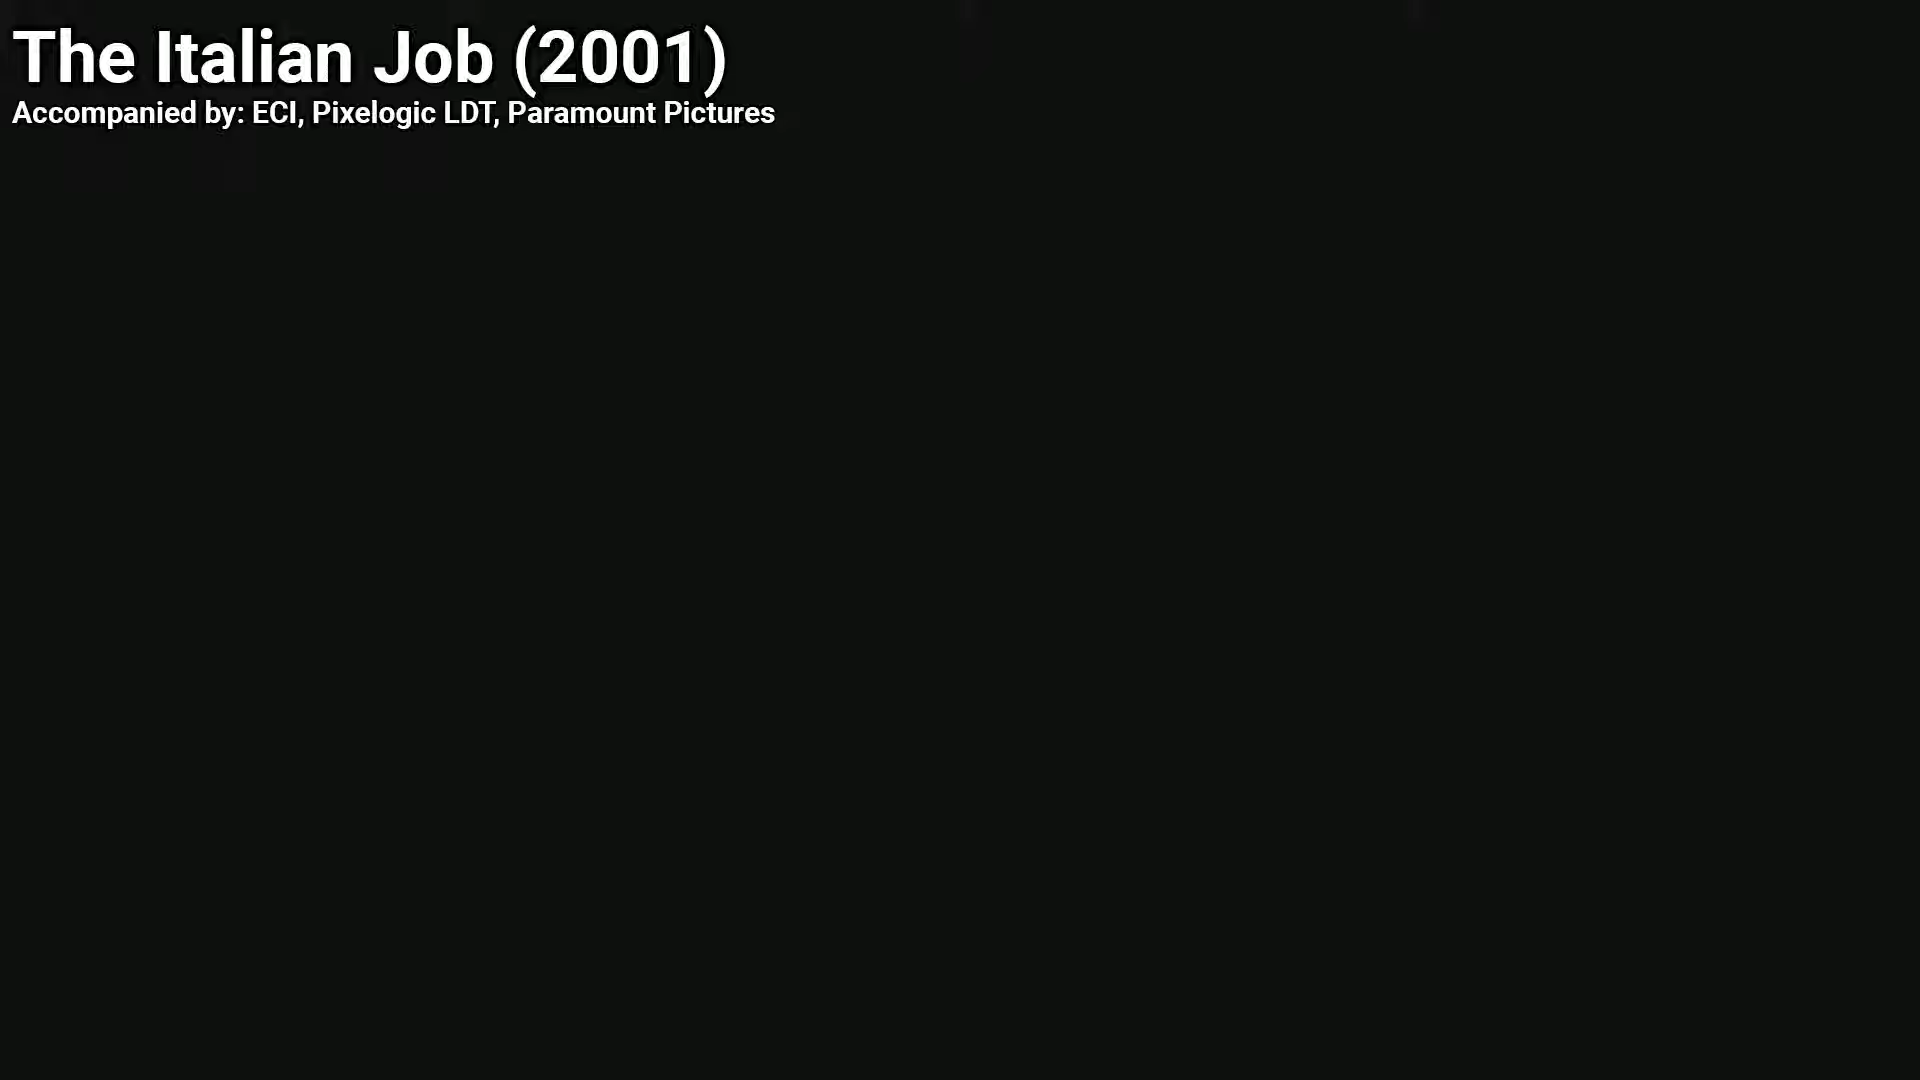 The Italian Job (2001)
Accompanied by: ECI, Pixelogic LDT, Paramount Pictures